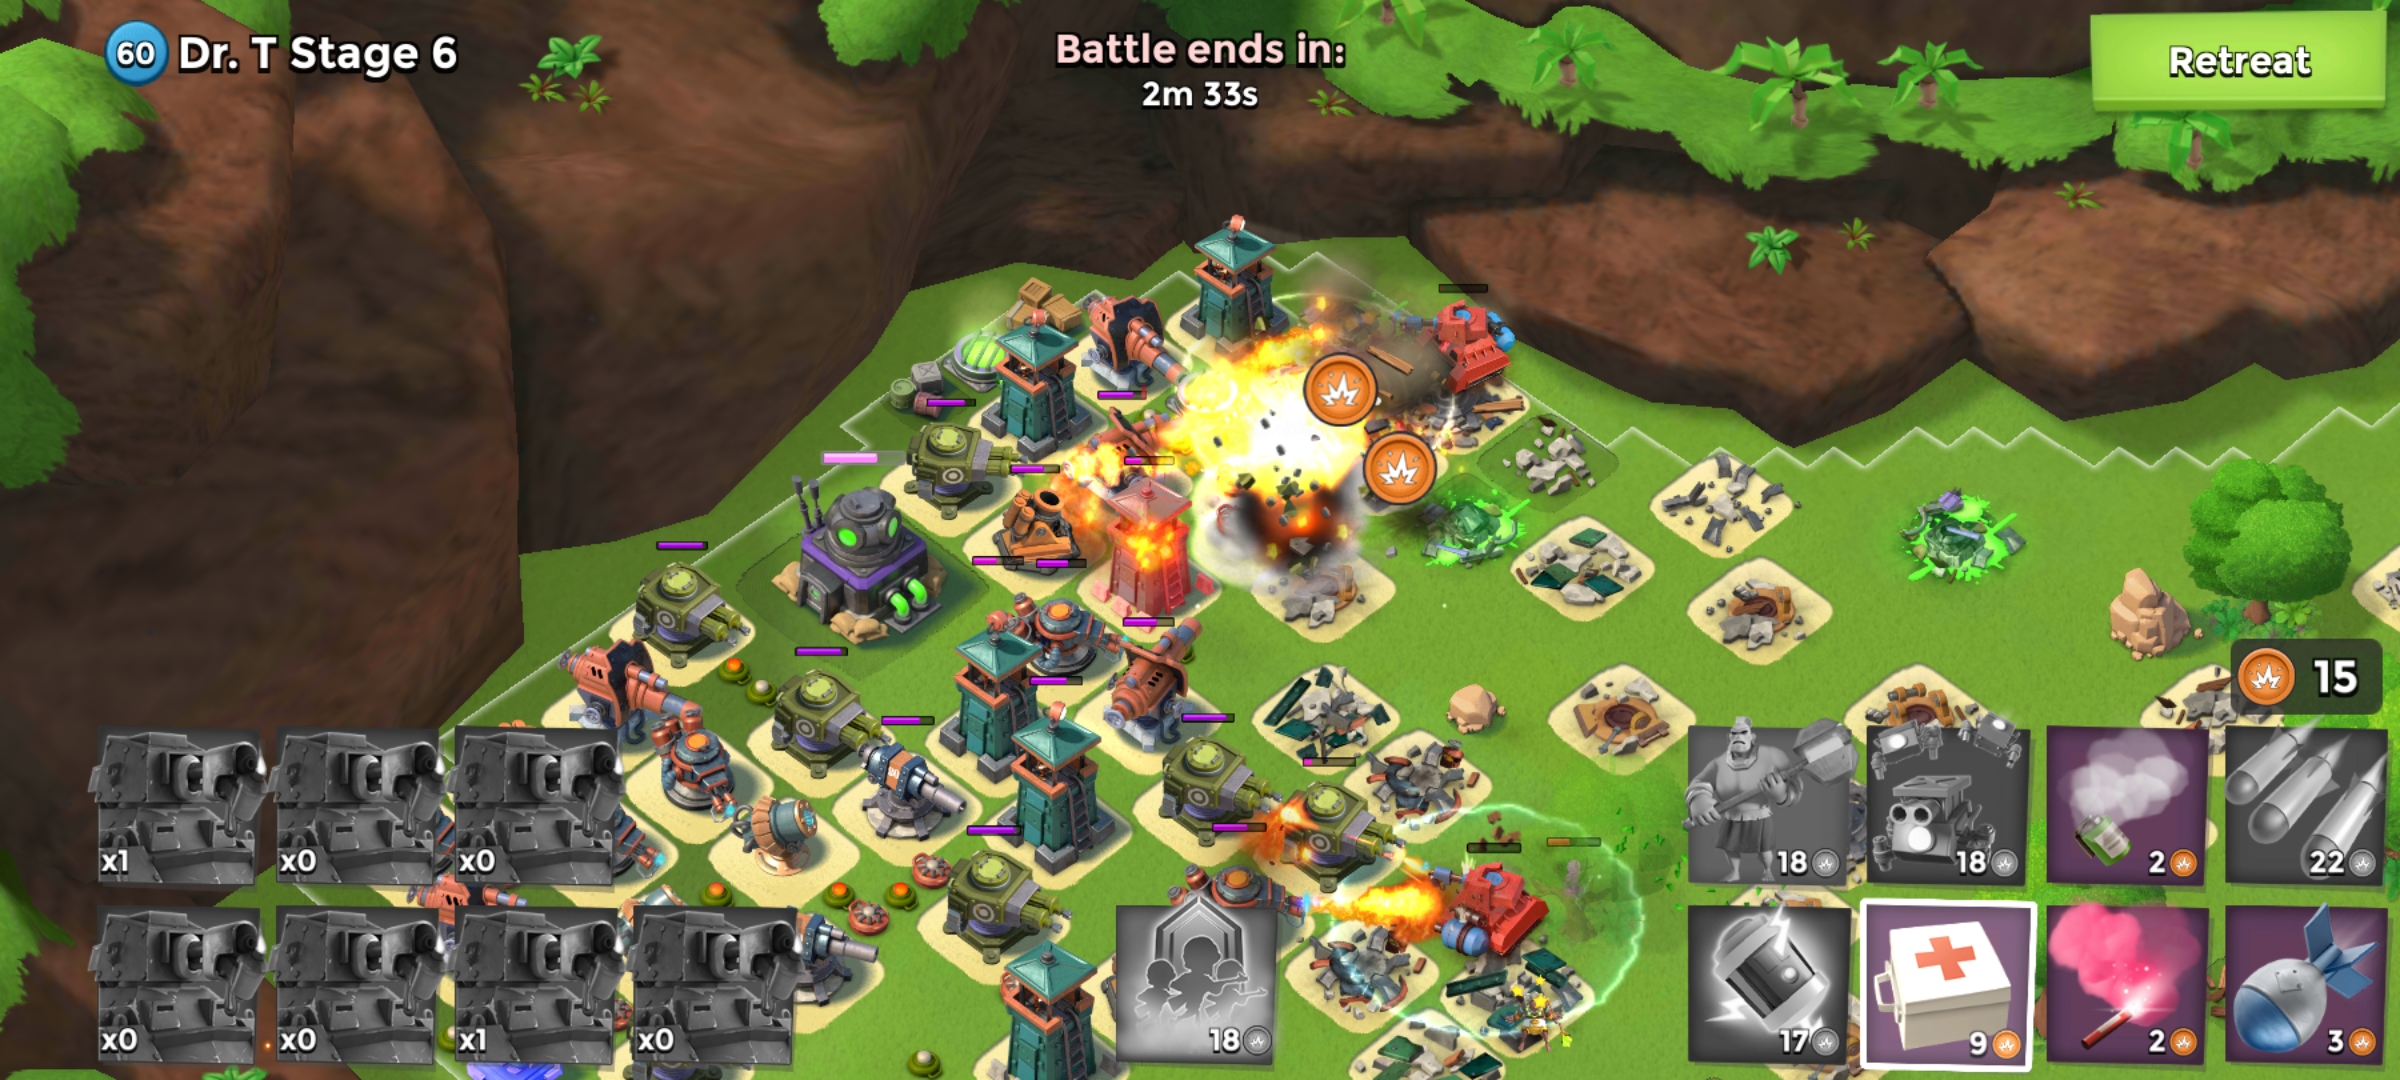 60 Dr. T Stage 6
Battle ends in:
2m 33s
Retreat
15
x1 x0 x0
18 18 2 22
x0 x0 x1 x0
18 17 9 2 3